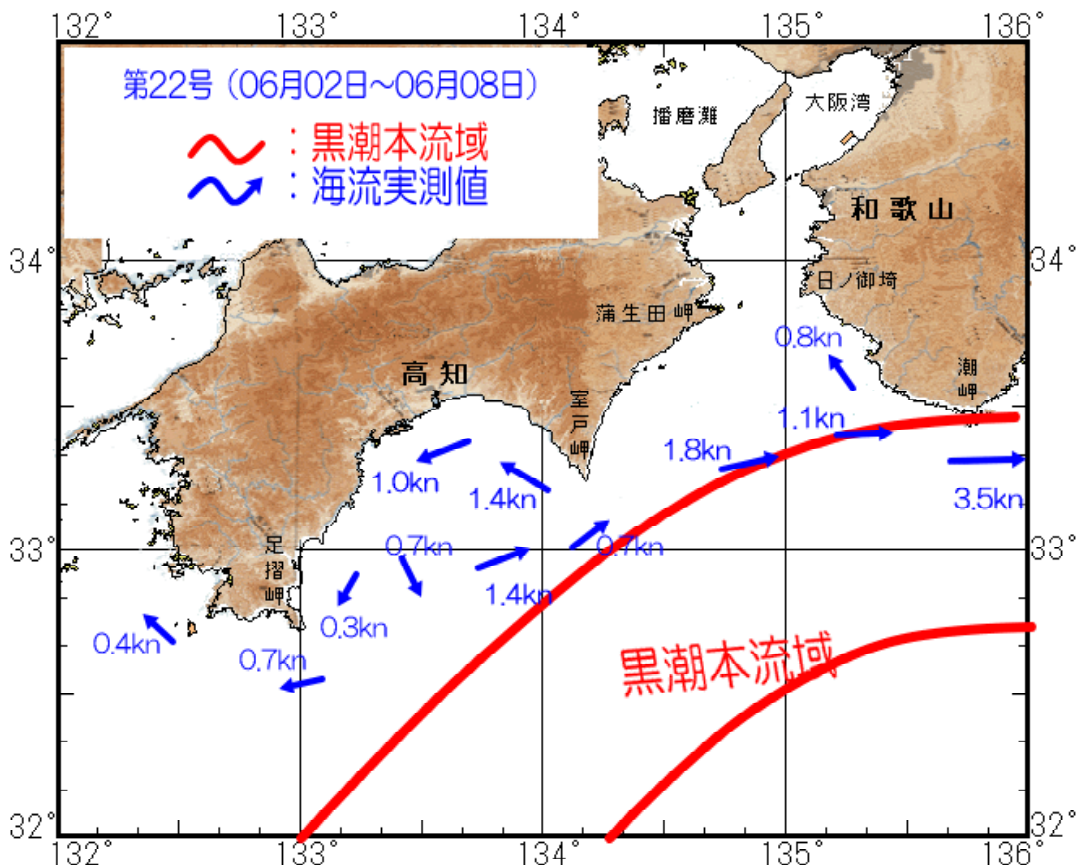 132° 133° 134° 135° 136°
第22号（06月02日～06月08日）
：黒潮本流域
：海流実測値
播磨灘
大阪湾
和歌山
34° 34°
日ノ御埼
蒲生田岬
0.8kn
潮岬
高知
室戸岬
1.1kn
1.8kn
1.0kn
1.4kn
3.5kn
33° 33°
足摺岬
0.7kn
0.7kn
1.4kn
0.3kn
0.4kn
0.7kn
黒潮本流域
32° 32°
132° 133° 134° 135° 136°